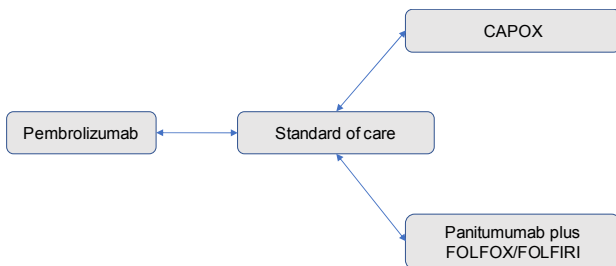 CAPOX
Pembrolizumab
Standard of care
Panitumumab plus
FOLFOX/FOLFIRI